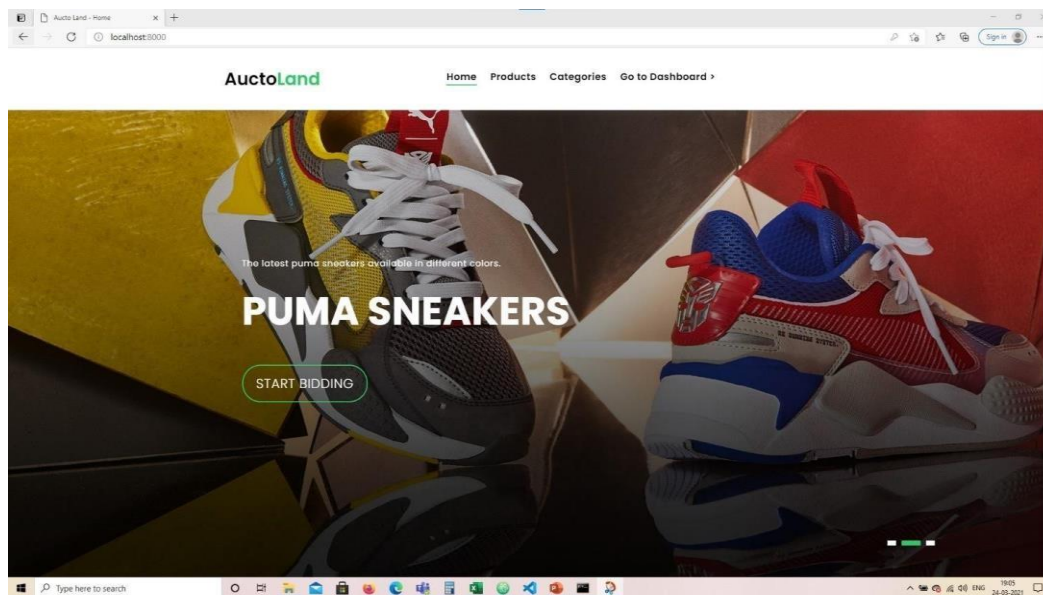 Aucto Land - Home
localhost:8000
Sign in
AuctoLand
Home Products Categories Go to Dashboard >
The latest puma sneakers available in different colors.
PUMA SNEAKERS
START BIDDING
Type here to search
ENG
19:05
24-03-2021